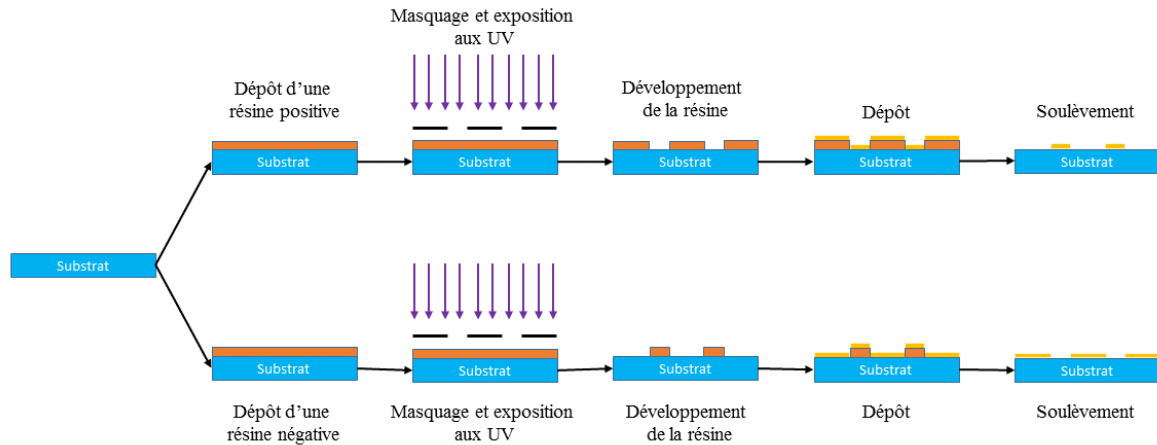 Masquage et exposition
aux UV
Dépôt d’une
résine positive
Développement
de la résine
Dépôt
Soulèvement
Substrat
Substrat
Substrat
Substrat
Substrat
Substrat
Substrat
Substrat
Substrat
Substrat
Substrat
Dépôt d’une
résine négative
Masquage et exposition
aux UV
Développement
de la résine
Dépôt
Soulèvement